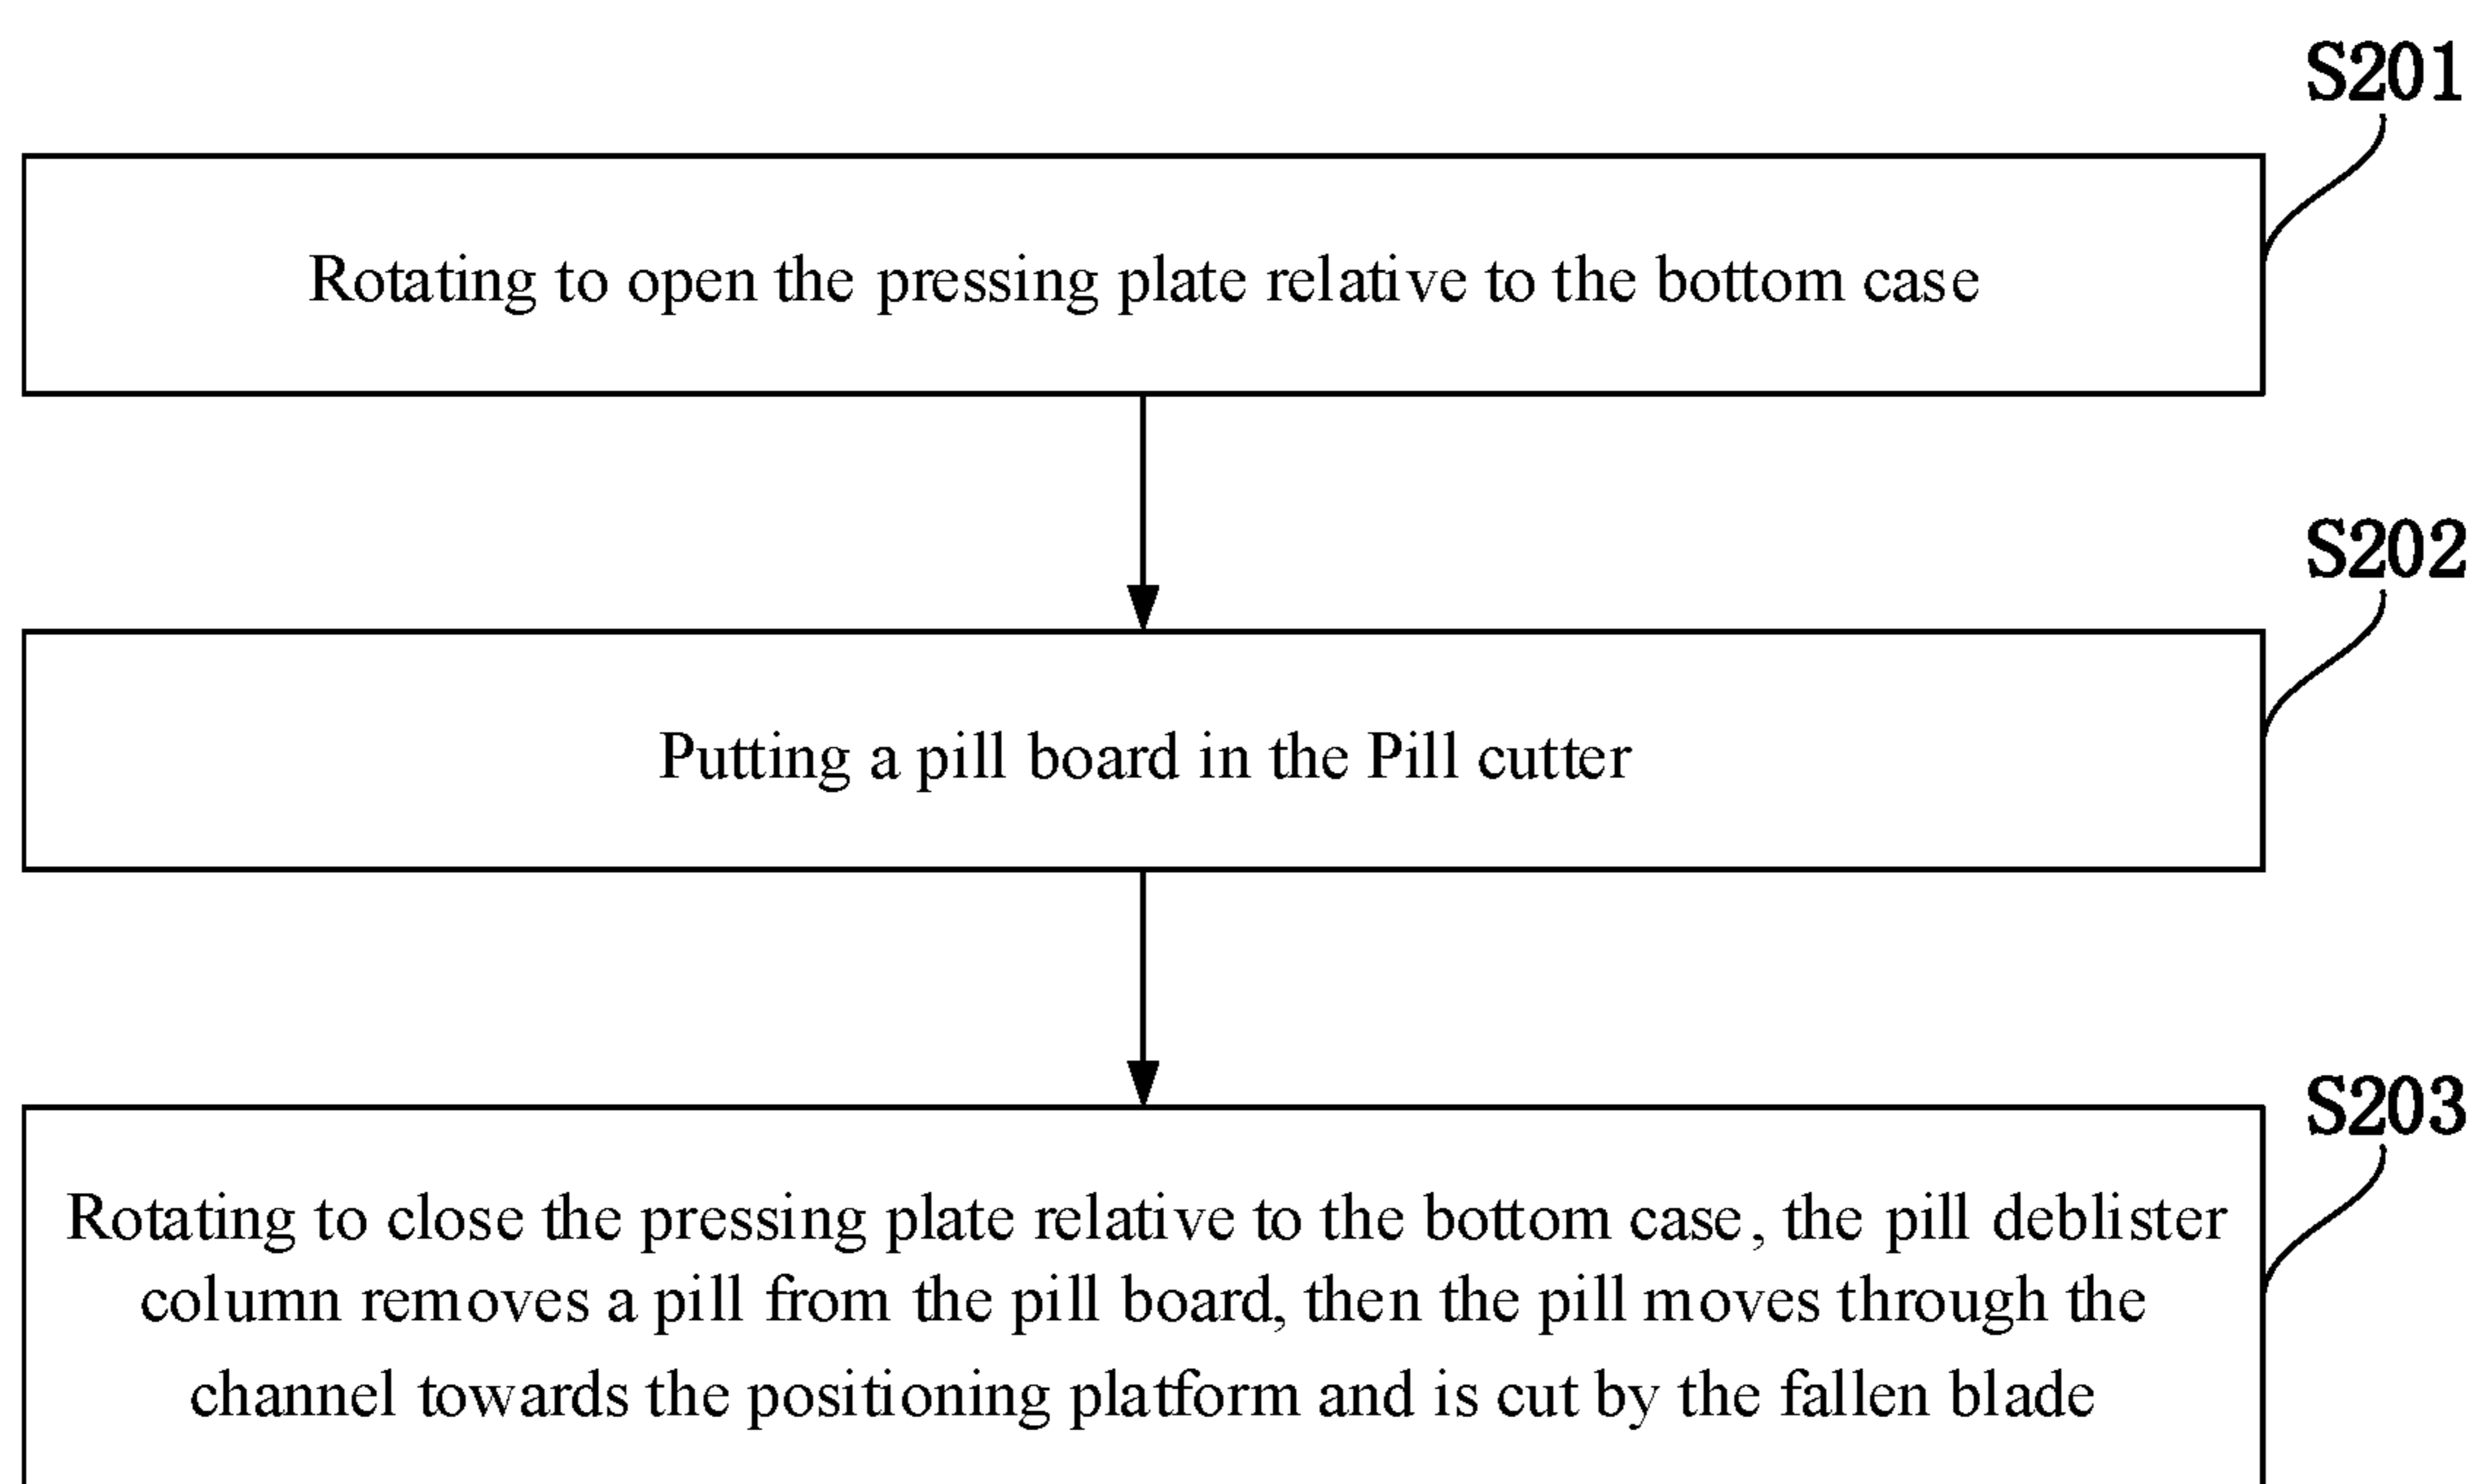 S201
Rotating to open the pressing plate relative to the bottom case
S202
Putting a pill board in the Pill cutter
S203
Rotating to close the pressing plate relative to the bottom case, the pill deblister
column removes a pill from the pill board, then the pill moves through the
channel towards the positioning platform and is cut by the fallen blade